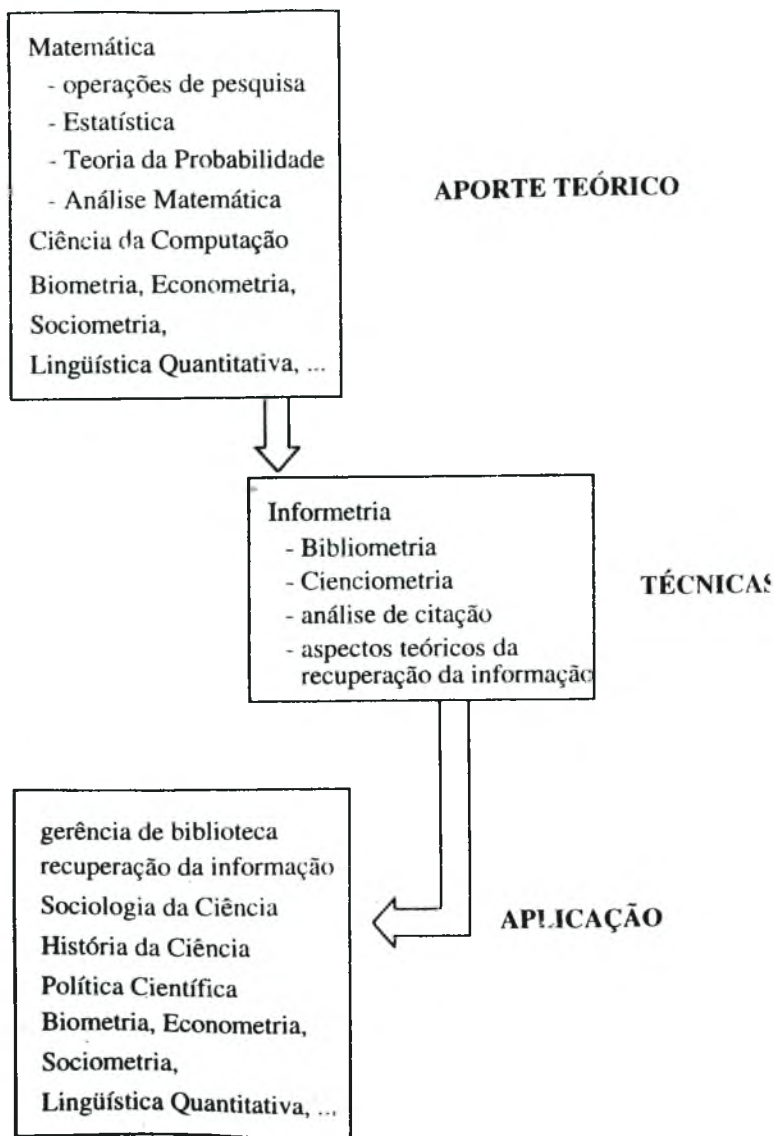 Matemática
- operações de pesquisa
- Estatística
- Teoria da Probabilidade
- Análise Matemática
Ciência da Computação
Biometria, Econometria,
Sociometria,
Lingüística Quantitativa, ...
APORTE TEÓRICO
Informetria
- Bibliometria
- Cienciometria
- análise de citação
- aspectos teóricos da
recuperação da informação
TÉCNICAS
gerência de biblioteca
recuperação da informação
Sociologia da Ciência
História da Ciência
Política Científica
Biometria, Econometria,
Sociometria,
Lingüística Quantitativa, ...
APLICAÇÃO